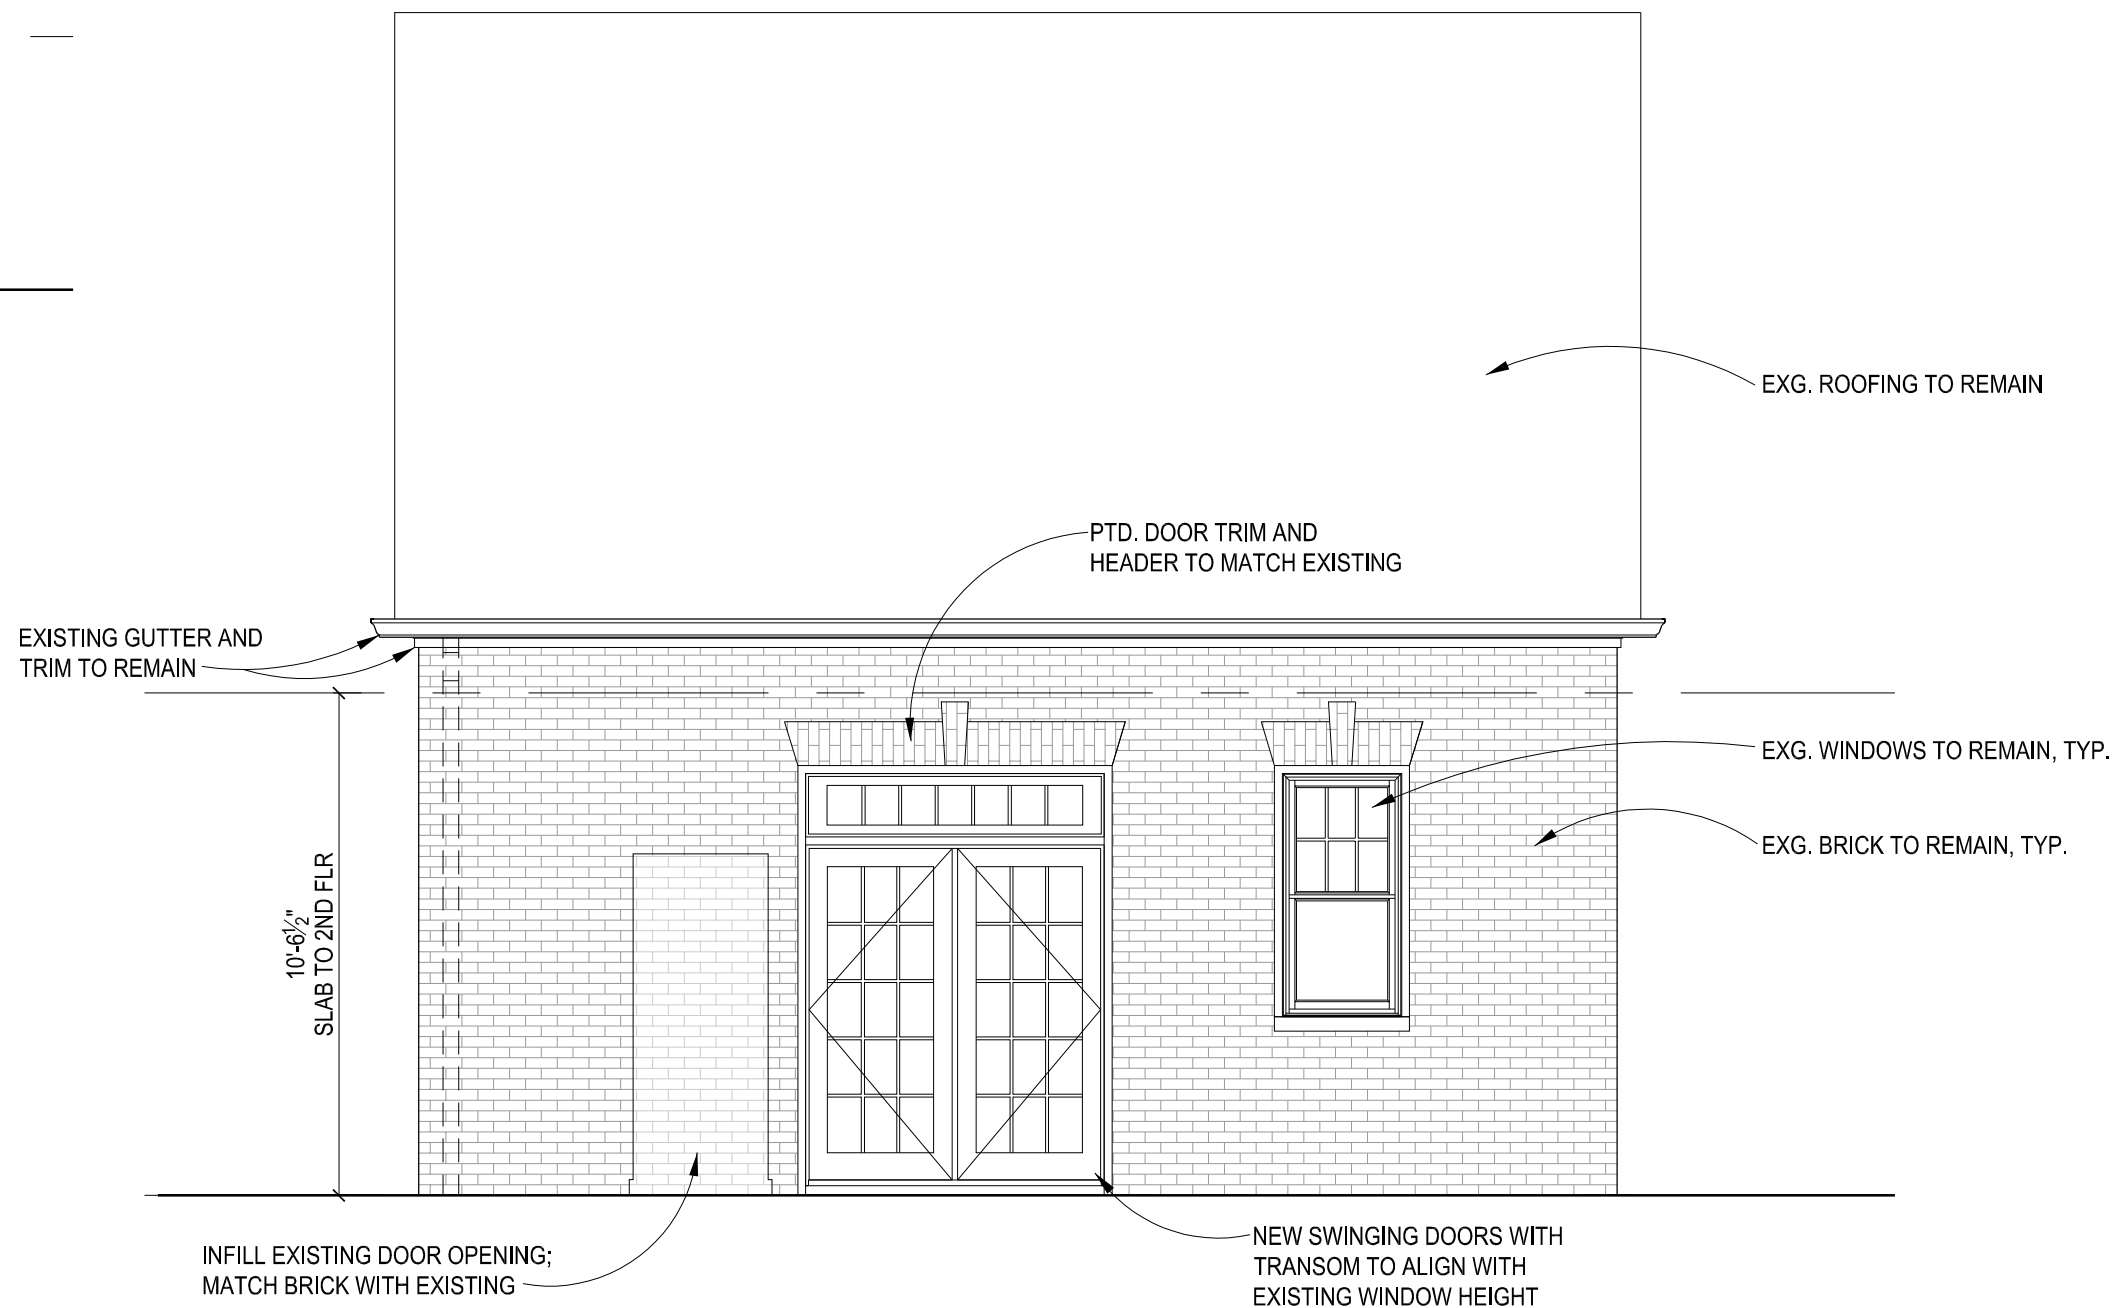 EXG. ROOFING TO REMAIN
PTD. DOOR TRIM AND
HEADER TO MATCH EXISTING
EXISTING GUTTER AND
TRIM TO REMAIN
EXG. WINDOWS TO REMAIN, TYP.
EXG. BRICK TO REMAIN, TYP.
10'-6½"
SLAB TO 2ND FLR
INFILL EXISTING DOOR OPENING;
MATCH BRICK WITH EXISTING
NEW SWINGING DOORS WITH
TRANSOM TO ALIGN WITH
EXISTING WINDOW HEIGHT